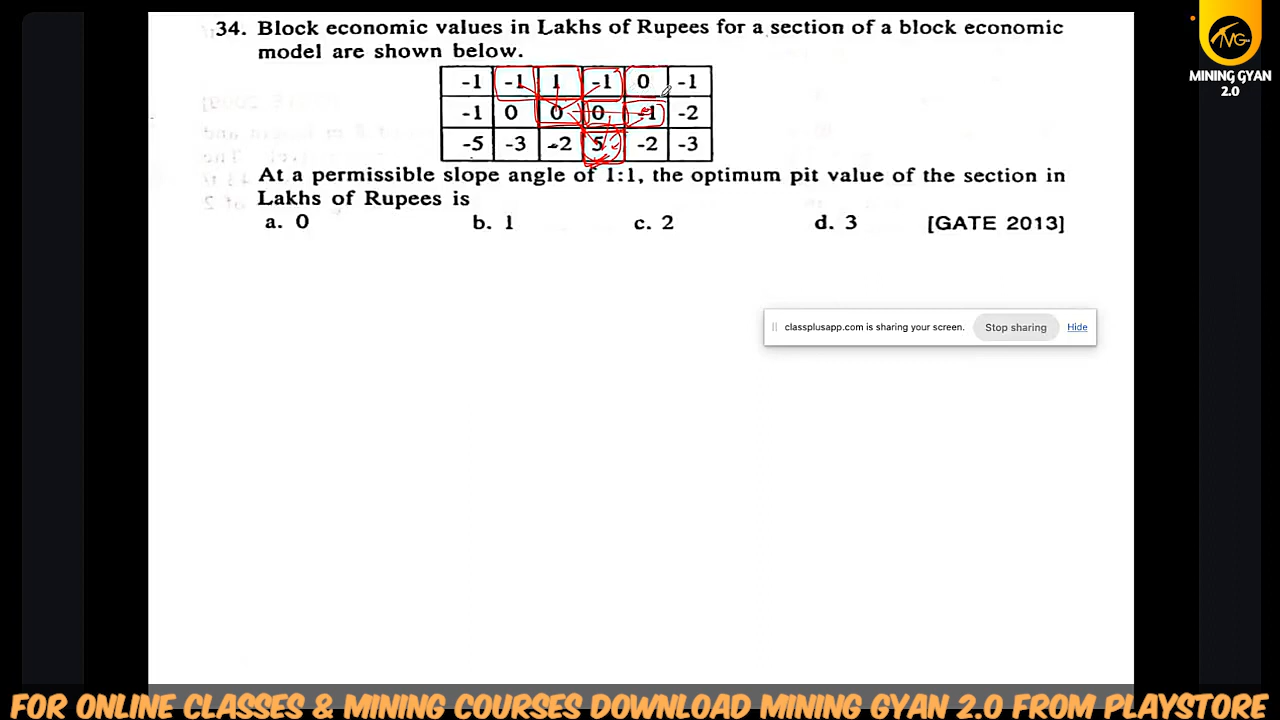 34. Block economic values in Lakhs of Rupees for a section of a block economic
model are shown below.
-1 -1 1 -1 0 -1
-1 0 0 0 -1 -2
-5 -3 -2 5 -2 -3
At a permissible slope angle of 1:1, the optimum pit value of the section in
Lakhs of Rupees is
a. 0 b. 1 c. 2 d. 3 [GATE 2013]
classplusapp.com is sharing your screen. Stop sharing Hide
MINING GYAN
2.0
FOR ONLINE CLASSES & MINING COURSES DOWNLOAD MINING GYAN 2.0 FROM PLAYSTORE